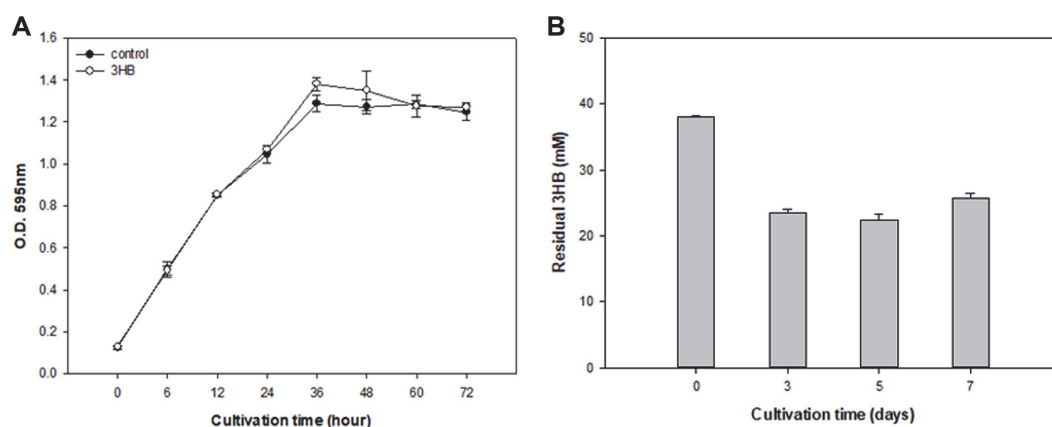 A
control
3HB
O.D. 595nm
1.6
1.4
1.2
1.0
0.8
0.6
0.4
0.2
0.0
0 6 12 24 36 48 60 72
Cultivation time (hour)
B
Residual 3HB (mM)
50
40
30
20
10
0
0 3 5 7
Cultivation time (days)